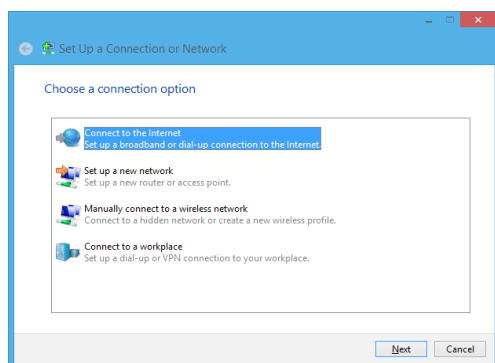 Set Up a Connection or Network
Choose a connection option
Connect to the Internet
Set up a broadband or dial-up connection to the Internet.
Set up a new network
Set up a new router or access point.
Manually connect to a wireless network
Connect to a hidden network or create a new wireless profile.
Connect to a workplace
Set up a dial-up or VPN connection to your workplace.
Next Cancel